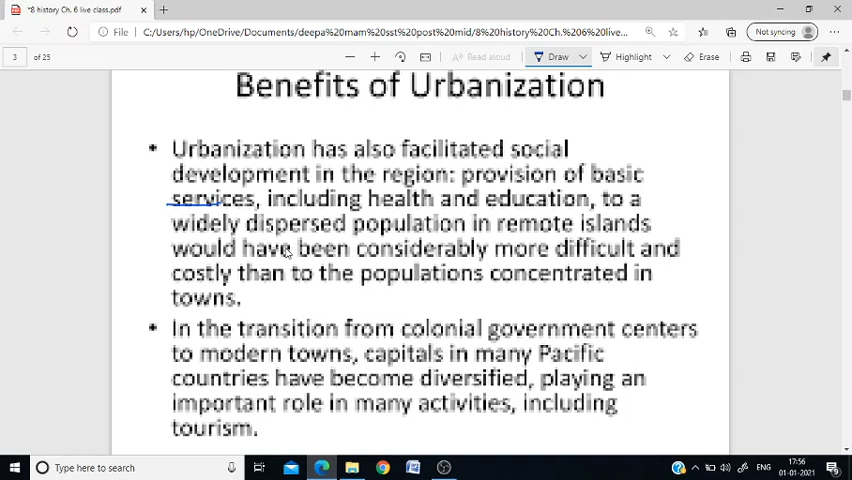 *8 history Ch. 6 live class.pdf
C:/Users/hp/OneDrive/Documents/deepa%20mam%20sst%20post%20mid/8%20history%20Ch.%206%20live...
Not syncing
3 of 25
Read aloud
Draw
Highlight
Erase
Benefits of Urbanization
• Urbanization has also facilitated social
development in the region: provision of basic
services, including health and education, to a
widely dispersed population in remote islands
would have been considerably more difficult and
costly than to the populations concentrated in
towns.
• In the transition from colonial government centers
to modern towns, capitals in many Pacific
countries have become diversified, playing an
important role in many activities, including
tourism.
Type here to search
ENG
17:56
01-01-2021